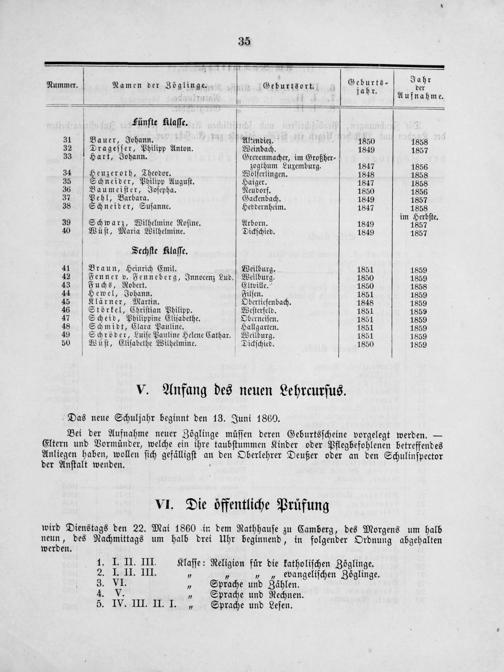 35
Nummer. Namen der Zöglinge. Geburtsort. Geburts-jahr. Jahr der Aufnahme.
Fünfte Klasse.
31 Bauer, Johann. 1850 1858
32 Drageßer, Philipp Anton. Weinbach. 1849 1857
33 Hart, Johann. Grevenmacher, im Großher-
zogthum Luxemburg. 1847 1856
34 Heuzeroth, Theodor. Wölferlingen. 1848 1858
35 Schneider, Philipp August. Haiger. 1847 1858
36 Baumeister, Josepha. Neudorf. 1850 1856
37 Pehl, Barbara. Gackenbach. 1849 1857
38 Schneider, Susanne. Heddernheim. 1847 1858
im Herbste.
39 Schwarz, Wilhelmine Rosine. Arborn. 1849 1857
40 Wüst, Maria Wilhelmine. Dickschied. 1849 1857
Sechste Klasse.
41 Braun, Heinrich Emil. Weilburg. 1851 1859
42 Fenner v. Fenneberg, Innocenz Lud. Weilburg. 1850 1859
43 Fuchs, Robert. Eltville. 1850 1858
44 Hewel, Johann. Filsen. 1851 1859
45 Klärner, Martin. Obertiefenbach. 1848 1859
46 Störkel, Christian Philipp. Westerfeld. 1851 1859
47 Scheid, Philippine Elisabethe. Oberneisen. 1851 1859
48 Schmidt, Clara Pauline. Hallgarten. 1851 1859
49 Schröder, Luise Pauline Helene Cathar. Weilburg. 1851 1859
50 Wüst, Elisabethe Wilhelmine. Dickschied. 1850 1859
V. Anfang des neuen Lehrcursus.
Das neue Schuljahr beginnt den 13. Juni 1860.
Bei der Aufnahme neuer Zöglinge müssen deren Geburtsscheine vorgelegt werden. —
Eltern und Vormünder, welche ein ihre taubstummen Kinder oder Pflegbefohlenen betreffendes
Anliegen haben, wollen sich gefälligst an den Oberlehrer Deußer oder an den Schulinspector
der Anstalt wenden.
VI. Die öffentliche Prüfung
wird Dienstags den 22. Mai 1860 in dem Rathhause zu Camberg, des Morgens um halb
neun, des Nachmittags um halb drei Uhr beginnend, in folgender Ordnung abgehalten
werden.
1. I. II. III. Klasse: Religion für die katholischen Zöglinge.
2. I. II. III. „ „ „ „ evangelischen Zöglinge.
3. VI. „ Sprache und Zählen.
4. V. „ Sprache und Rechnen.
5. IV. III. II. I. „ Sprache und Lesen.